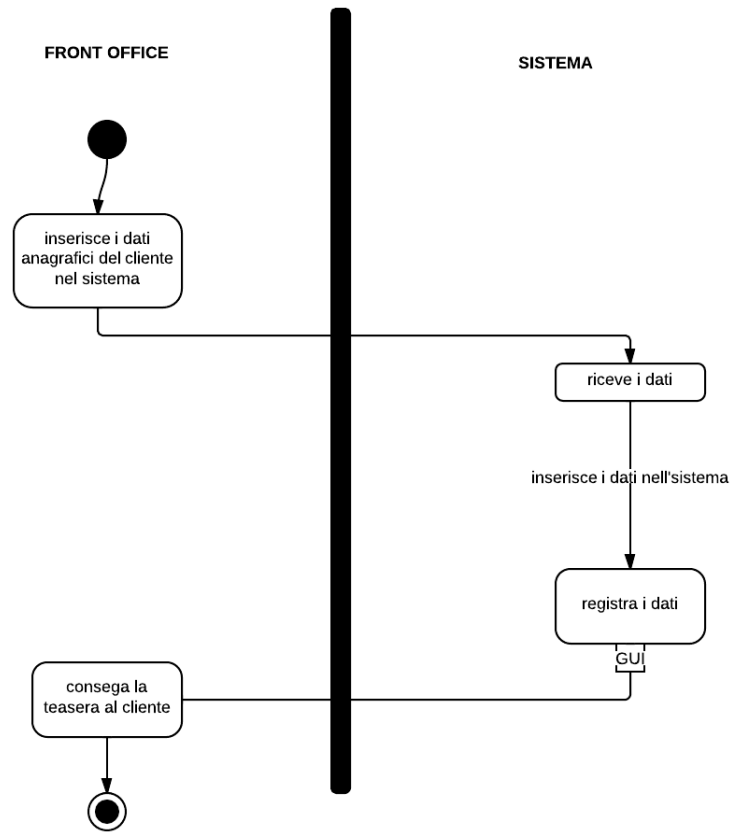 FRONT OFFICE
SISTEMA
inserisce i dati
anagrafici del cliente
nel sistema
riceve i dati
inserisce i dati nell'sistema
registra i dati
GUI
consega la
teasera al cliente